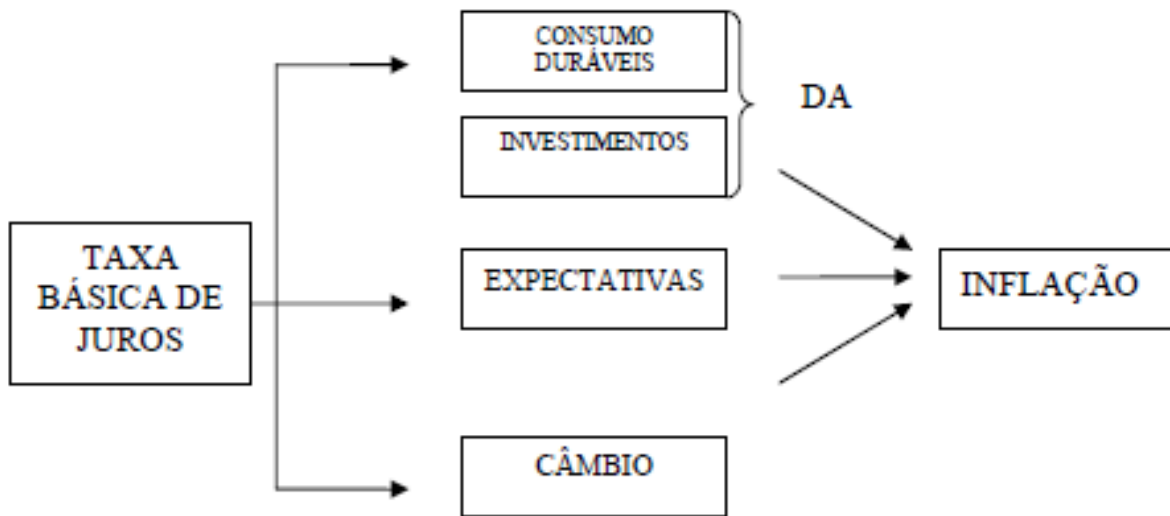 CONSUMO
DURÁVEIS
DA
INVESTIMENTOS
TAXA
BÁSICA DE
JUROS
EXPECTATIVAS
INFLAÇÃO
CÂMBIO